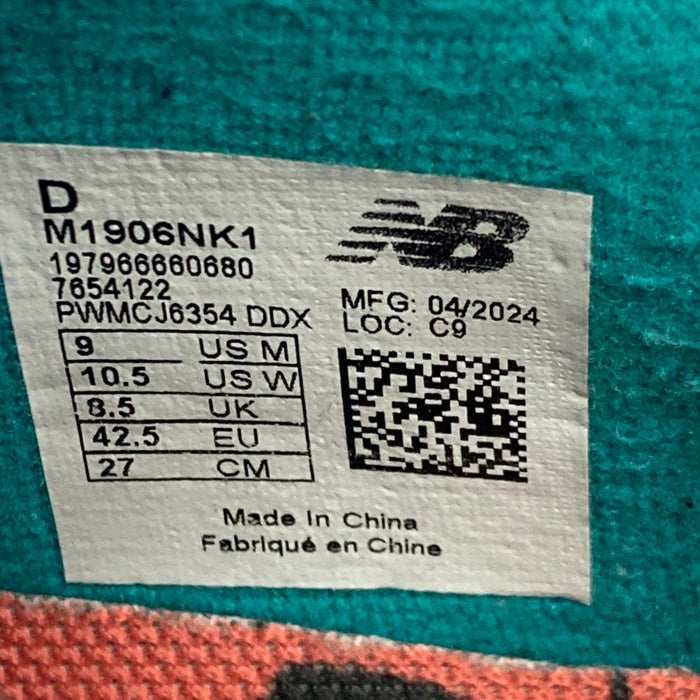 D
M1906NK1
197966660680
7654122
PWMCJ6354 DDX
NB
MFG: 04/2024
LOC: C9
9 US M
10.5 US W
8.5 UK
42.5 EU
27 CM
Made In China
Fabriqué en Chine